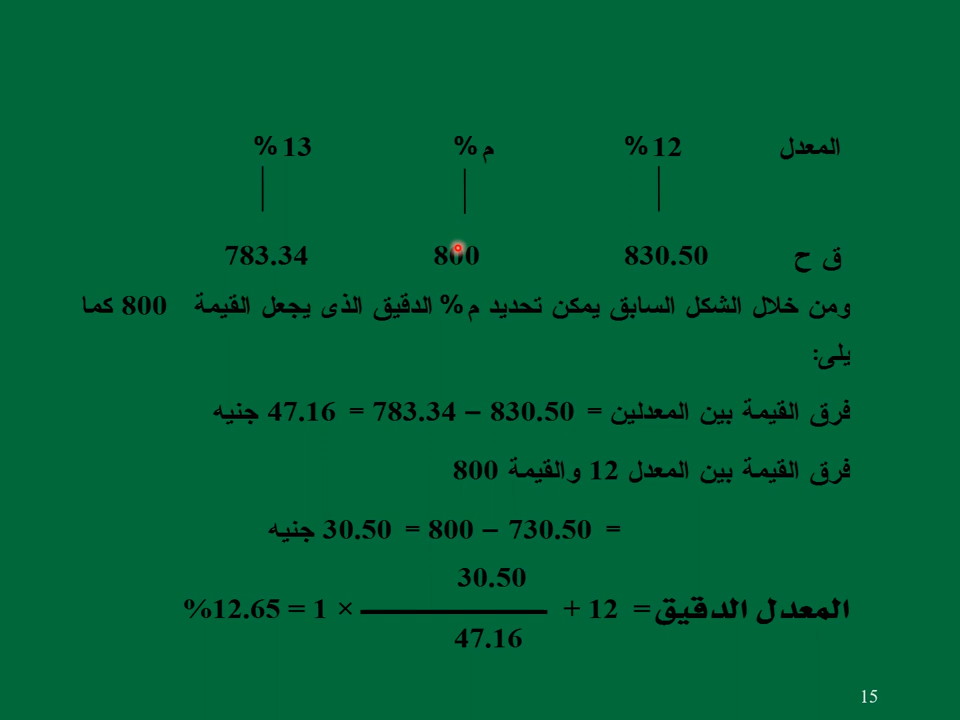 المعدل 12% م% 13%
ق ح 830.50 800 783.34
ومن خلال الشكل السابق يمكن تحديد م% الدقيق الذى يجعل القيمة 800 كما
يلى:
فرق القيمة بين المعدلين = 830.50 – 783.34 = 47.16 جنيه
فرق القيمة بين المعدل 12 والقيمة 800
= 730.50 – 800 = 30.50 جنيه
30.50
المعدل الدقيق = 12 + ــــــــــــ × 1 = 12.65%
47.16
15